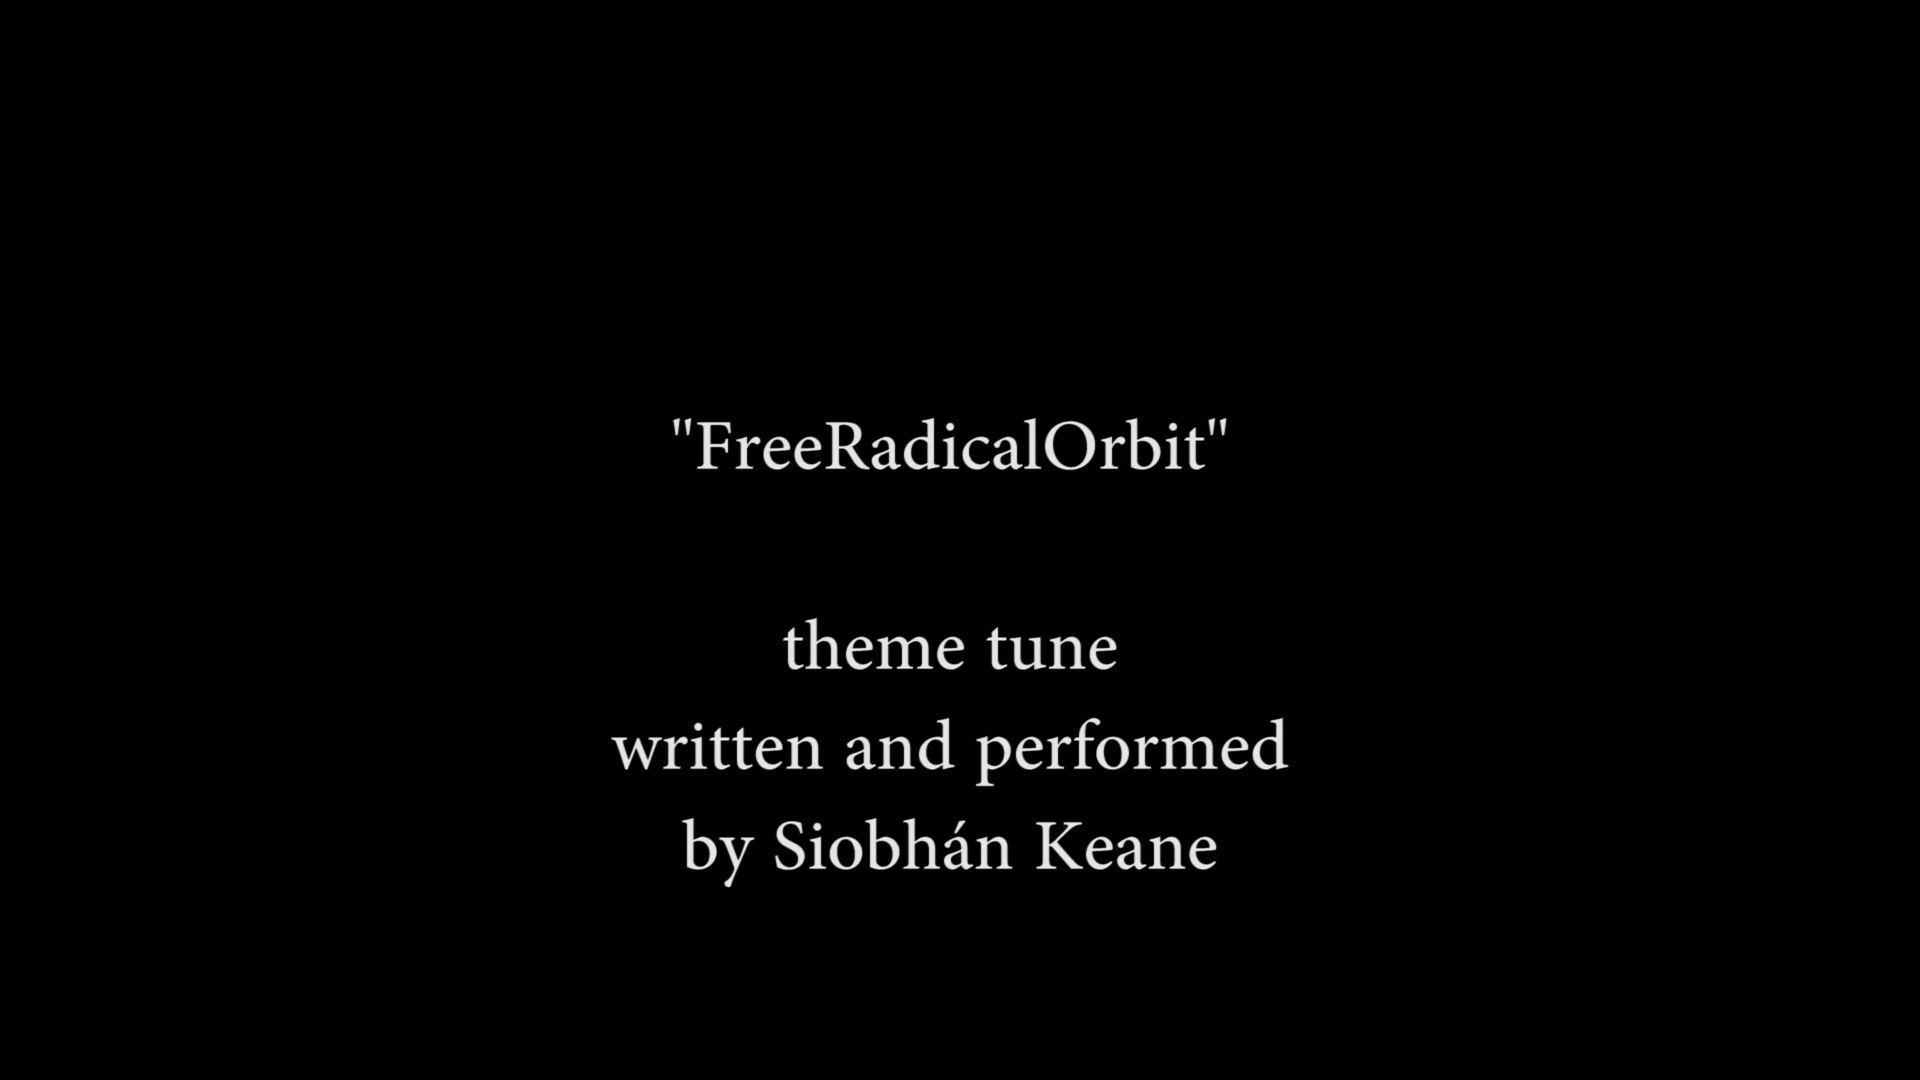 "FreeRadicalOrbit"
theme tune
written and performed
by Siobhán Keane